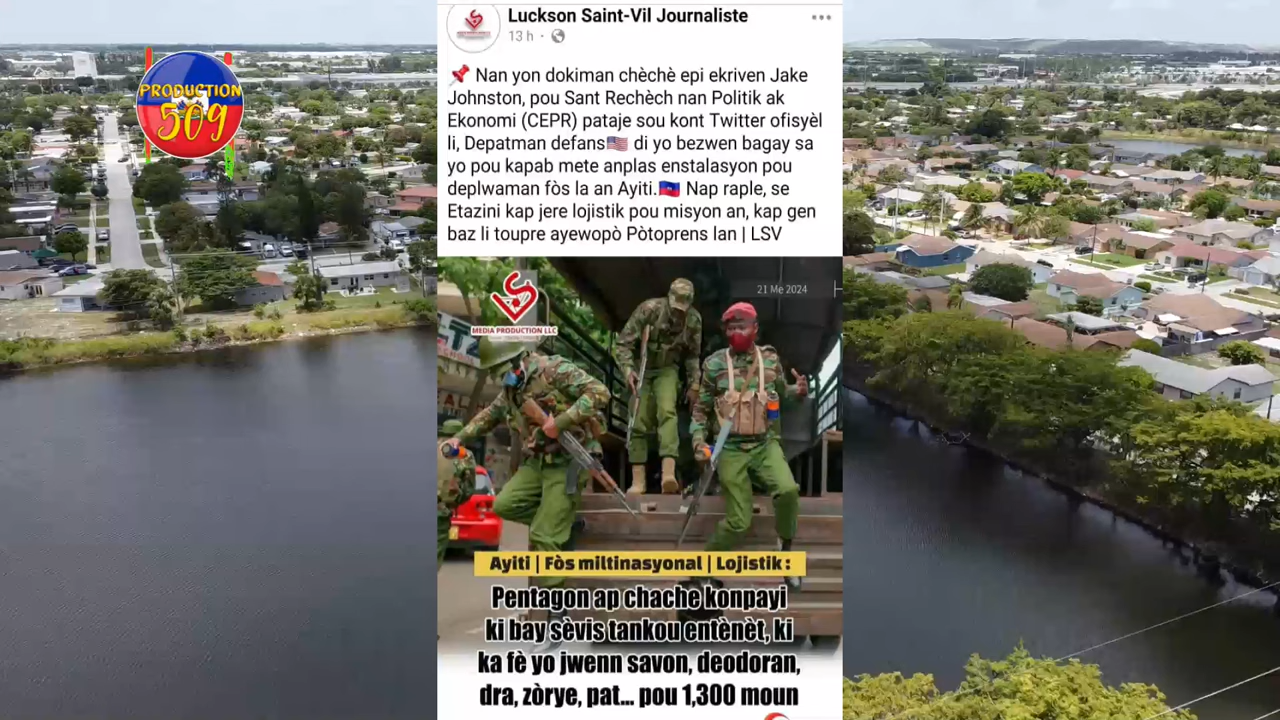 PRODUCTION
509
Luckson Saint-Vil Journaliste
13 h
Nan yon dokiman chèchè epi ekriven Jake
Johnston, pou Sant Rechèch nan Politik ak
Ekonomi (CEPR) pataje sou kont Twitter ofisyèl
li, Depatman defans🇺🇸 di yo bezwen bagay sa
yo pou kapab mete anplas enstalasyon pou
deplwaman fòs la an Ayiti.🇭🇹 Nap raple, se
Etazini kap jere lojistik pou misyon an, kap gen
baz li toupre ayewopò Pòtoprens lan | LSV
21 Me 2024
MEDIA PRODUCTION LLC
Ayiti | Fòs miltinasyonal | Lojistik :
Pentagon ap chache konpayi
ki bay sèvis tankou entènèt, ki
ka fè yo jwenn savon, deodoran,
dra, zòrye, pat... pou 1,300 moun